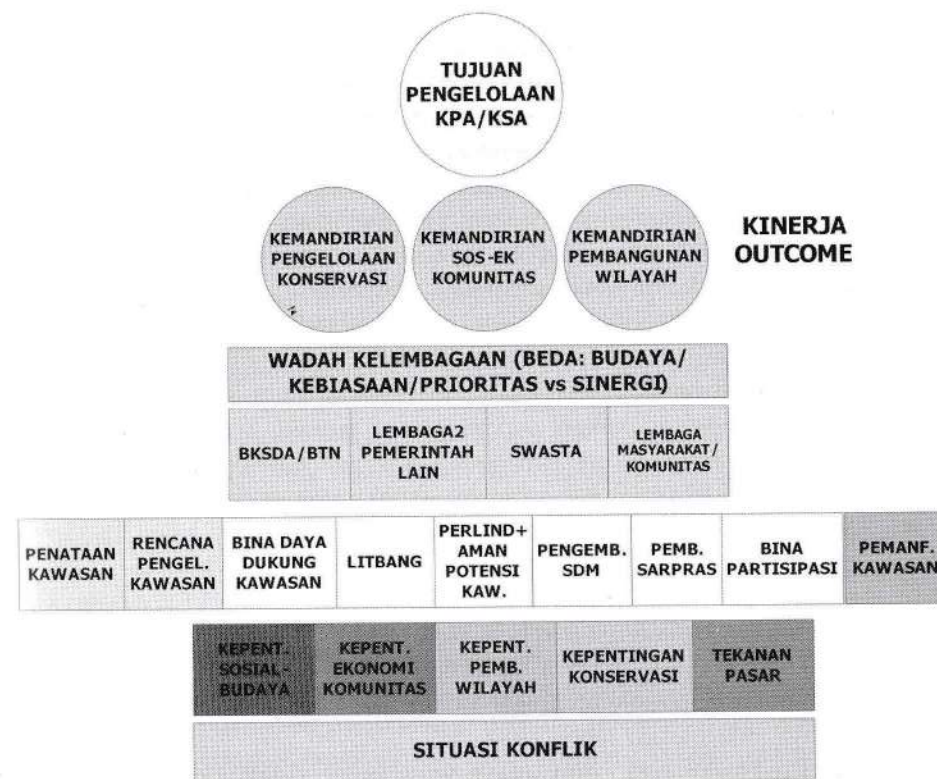 TUJUAN
PENGELOLAAN
KPA/KSA
KEMANDIRIAN
PENGELOLAAN
KONSERVASI
KEMANDIRIAN
SOS-EK
KOMUNITAS
KEMANDIRIAN
PEMBANGUNAN
WILAYAH
KINERJA
OUTCOME
WADAH KELEMBAGAAN (BEDA: BUDAYA/
KEBIASAAN/PRIORITAS vs SINERGI)
BKSDA/BTN
LEMBAGA2
PEMERINTAH
LAIN
SWASTA
LEMBAGA
MASYARAKAT/
KOMUNITAS
PENATAAN
KAWASAN
RENCANA
PENGEL.
KAWASAN
BINA DAYA
DUKUNG
KAWASAN
LITBANG
PERLIND+
AMAN
POTENSI
KAW.
PENGEMB.
SDM
PEMB.
SARPRAS
BINA
PARTISIPASI
PEMANF.
KAWASAN
KEPENT.
SOSIAL-
BUDAYA
KEPENT.
EKONOMI
KOMUNITAS
KEPENT.
PEMB.
WILAYAH
KEPENTINGAN
KONSERVASI
TEKANAN
PASAR
SITUASI KONFLIK